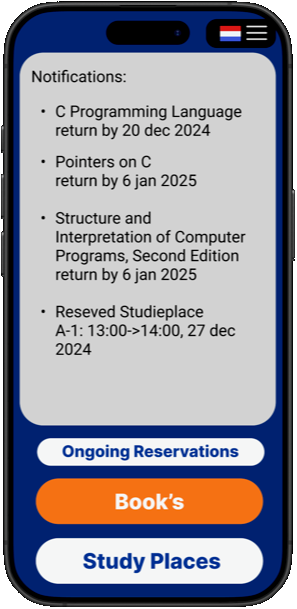 Notifications:
• C Programming Language
return by 20 dec 2024
• Pointers on C
return by 6 jan 2025
• Structure and
Interpretation of Computer
Programs, Second Edition
return by 6 jan 2025
• Reseved Studieplace
A-1: 13:00->14:00, 27 dec
2024
Ongoing Reservations
Book's
Study Places